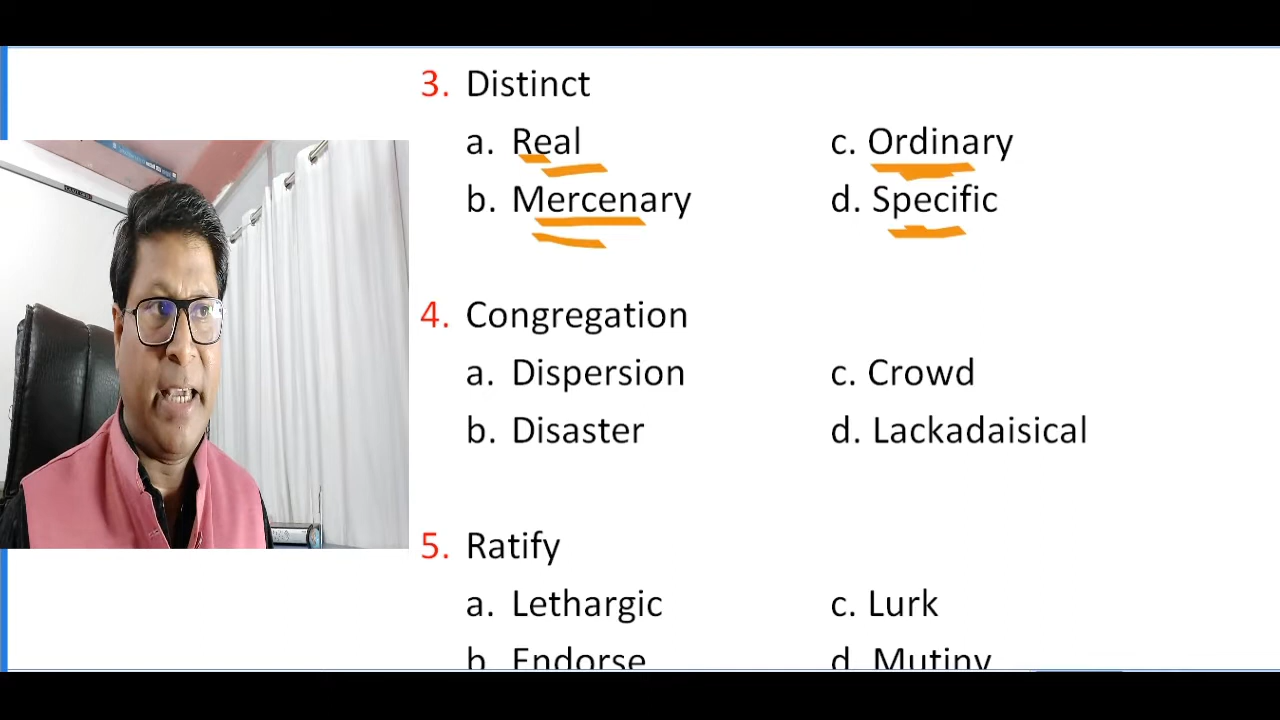 3. Distinct
a. Real c. Ordinary
b. Mercenary d. Specific
4. Congregation
a. Dispersion c. Crowd
b. Disaster d. Lackadaisical
5. Ratify
a. Lethargic c. Lurk
b. Endorse d. Mutiny